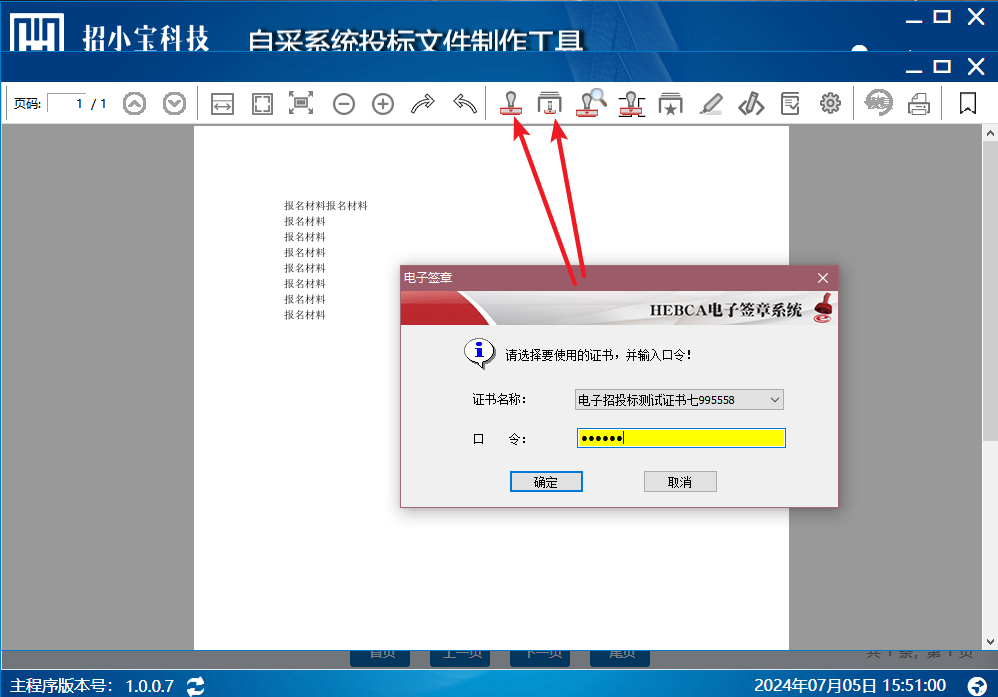 招小宝科技 自采系统投标文件制作工具
页码: 1 / 1
报名材料报名材料
报名材料
报名材料
报名材料
报名材料
报名材料
报名材料
报名材料
电子签章
HEBCA电子签章系统
请选择要使用的证书，并输入口令!
证书名称: 电子招投标测试证书七995558
口 令: ●●●●●●
确定 取消
首页 上一页 下一页 尾页 共 1 条, 第 1 页
主程序版本号: 1.0.0.7 2024年07月05日 15:51:00